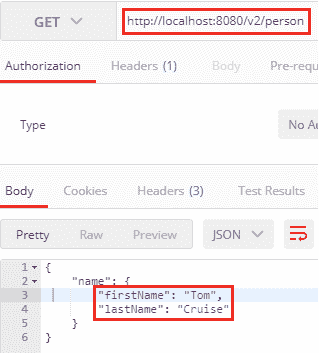 GET http://localhost:8080/v2/person
Authorization Headers (1) Body Pre-requ
Type No Au
Body Cookies Headers (3) Test Results
Pretty Raw Preview JSON
1 {
2 "name": {
3 "firstName": "Tom",
4 "lastName": "Cruise"
5 }
6 }